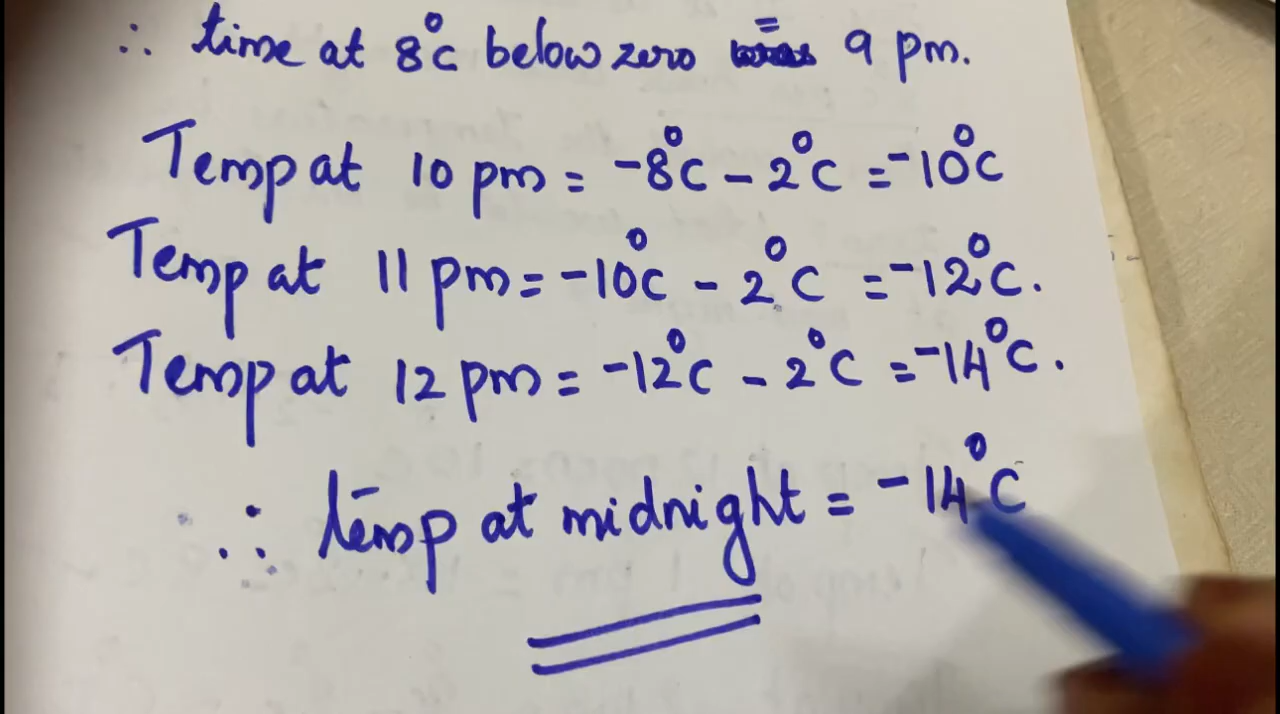 ∴ time at 8°C below zero = 9 pm.
Temp at 10 pm = -8°C - 2°C = -10°C
Temp at 11 pm = -10°C - 2°C = -12°C.
Temp at 12 pm = -12°C - 2°C = -14°C.
∴ temp at midnight = -14°C